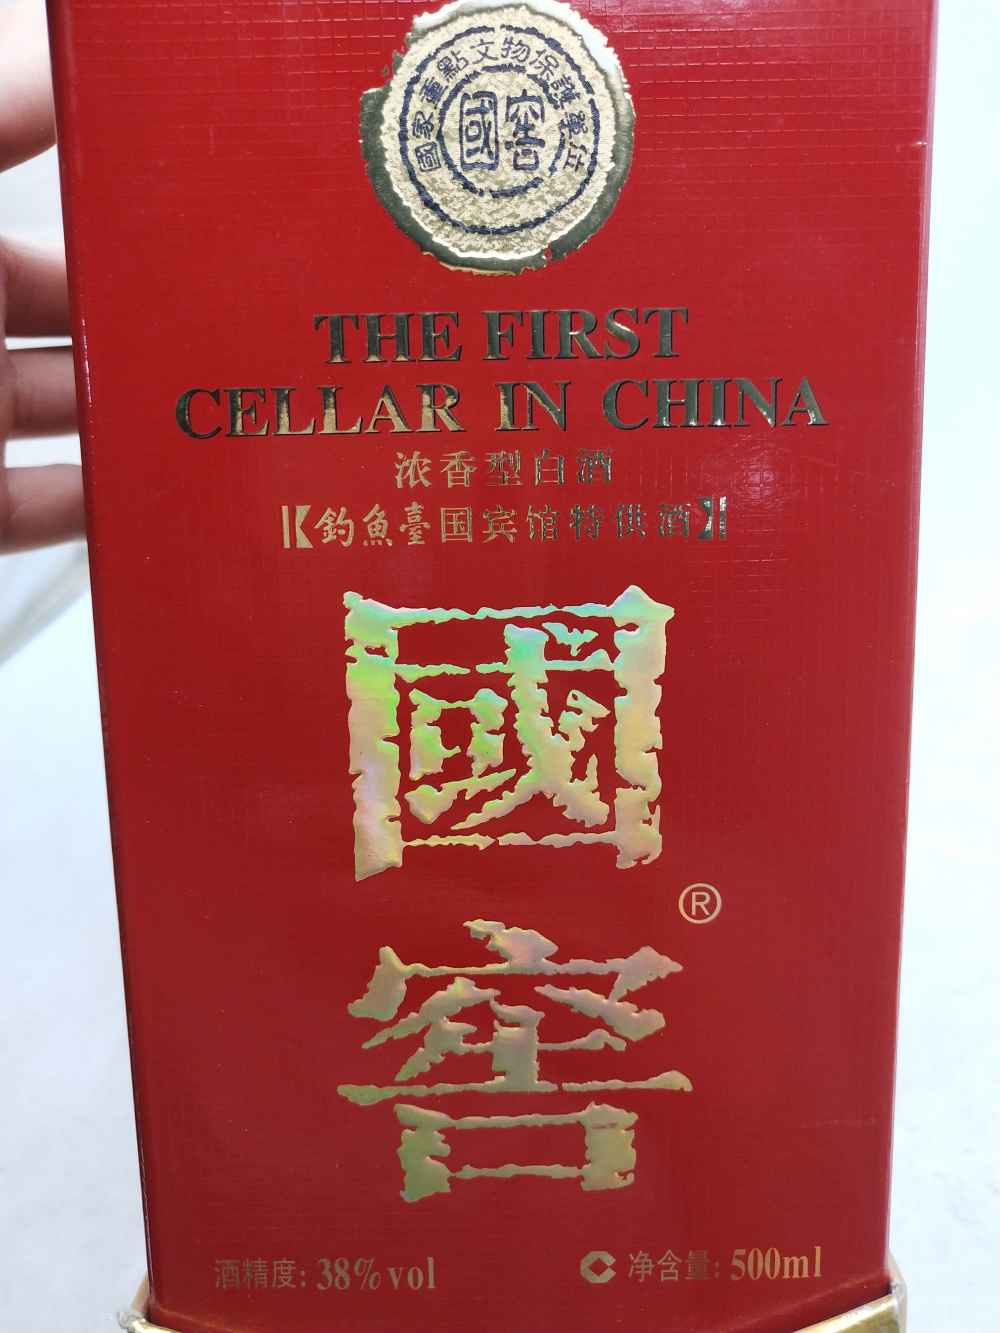 國家重點文物保護單位
國窖
THE FIRST
CELLAR IN CHINA
浓香型白酒
【釣魚臺国宾馆特供酒】
國
窖
®
酒精度: 38%vol
净含量: 500ml